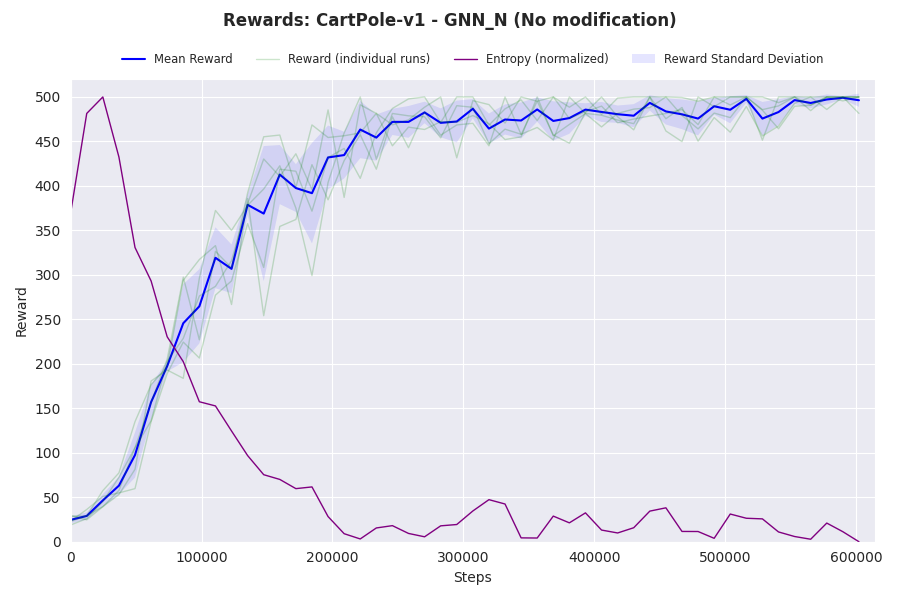 Rewards: CartPole-v1 - GNN_N (No modification)
Mean Reward
Reward (individual runs)
Entropy (normalized)
Reward Standard Deviation
500
450
400
350
300
250
200
150
100
50
0
Reward
0
100000
200000
300000
400000
500000
600000
Steps